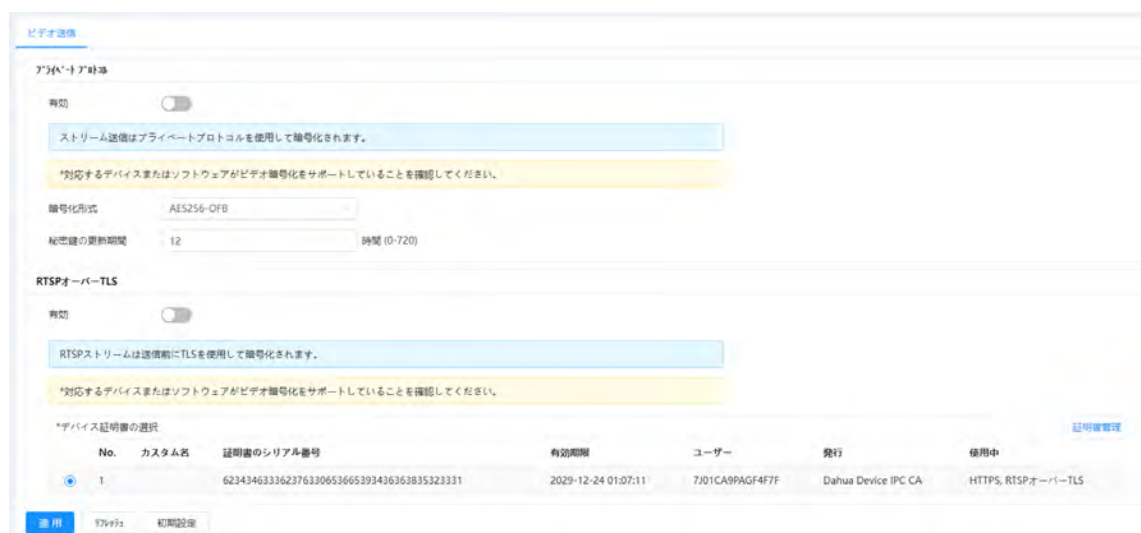 ビデオ送信
プライベートプロトコル
有効
ストリーム送信はプライベートプロトコルを使用して暗号化されます。
*対応するデバイスまたはソフトウェアがビデオ暗号化をサポートしていることを確認してください。
暗号化形式 AES256-OFB
秘密鍵の更新期間 12 時間 (0-720)
RTSPオーバーTLS
有効
RTSPストリームは送信前にTLSを使用して暗号化されます。
*対応するデバイスまたはソフトウェアがビデオ暗号化をサポートしていることを確認してください。
*デバイス証明書の選択 証明書管理
No. カスタム名 証明書のシリアル番号 有効期限 ユーザー 発行 使用中
1 2029-12-24 01:07:11 7J01CA9PAGF4F7F Dahua Device IPC CA HTTPS, RTSPオーバーTLS
適用 リフレッシュ 初期設定